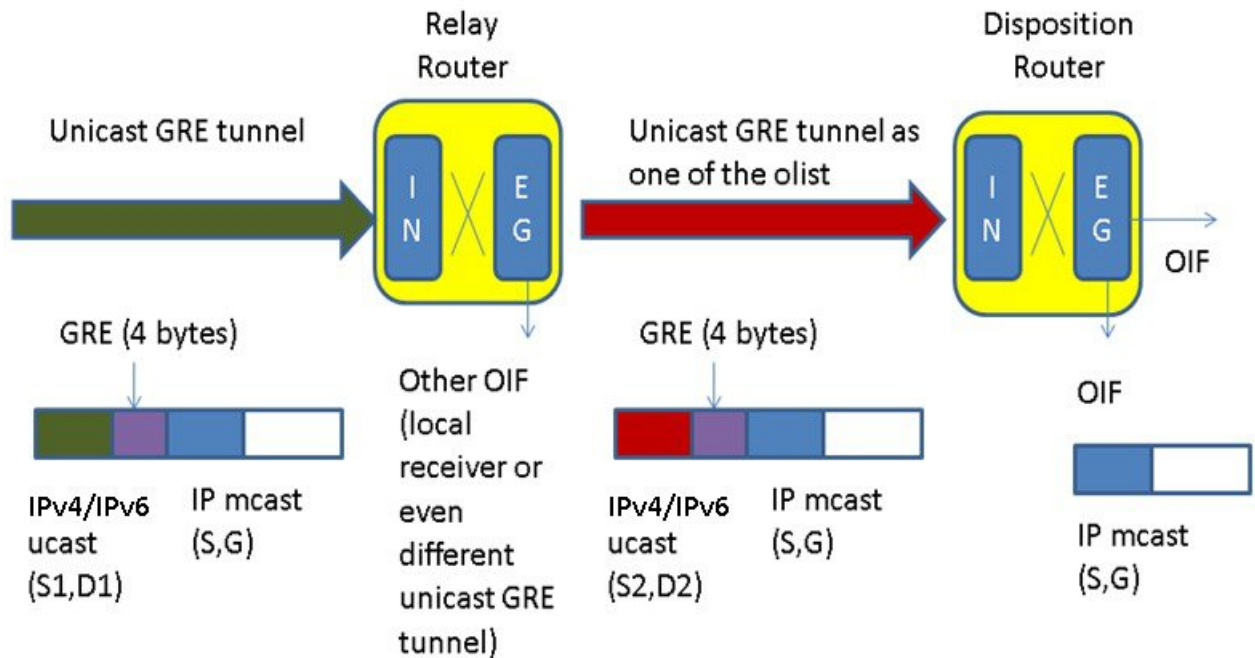 Relay
Router
Disposition
Router
Unicast GRE tunnel
Unicast GRE tunnel as
one of the olist
I
N
E
G
I
N
E
G
OIF
GRE (4 bytes)
IPv4/IPv6
ucast
(S1,D1)
IP mcast
(S,G)
Other OIF
(local
receiver or
even
different
unicast GRE
tunnel)
GRE (4 bytes)
IPv4/IPv6
ucast
(S2,D2)
IP mcast
(S,G)
OIF
IP mcast
(S,G)